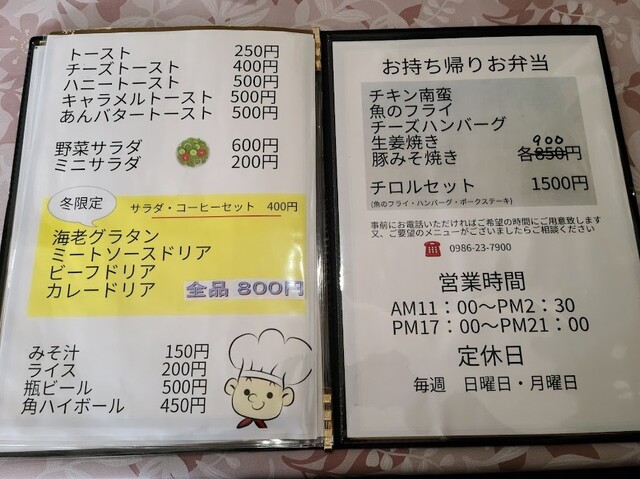 トースト 250円
チーズトースト 400円
ハニートースト 500円
キャラメルトースト 500円
あんバタートースト 500円
野菜サラダ 600円
ミニサラダ 200円
冬限定
サラダ・コーヒーセット 400円
海老グラタン
ミートソースドリア
ビーフドリア
カレードリア 全品 800円
みそ汁 150円
ライス 200円
瓶ビール 500円
角ハイボール 450円
お持ち帰りお弁当
チキン南蛮
魚のフライ
チーズハンバーグ
生姜焼き 900
豚みそ焼き 各850円
チロルセット 1500円
(魚のフライ・ハンバーグ・ポークステーキ)
事前にお電話いただければご希望の時間にご用意致します
又、ご要望のメニューがございましたらご相談ください
0986-23-7900
営業時間
AM11：00～PM2：30
PM17：00～PM21：00
定休日
毎週 日曜日・月曜日